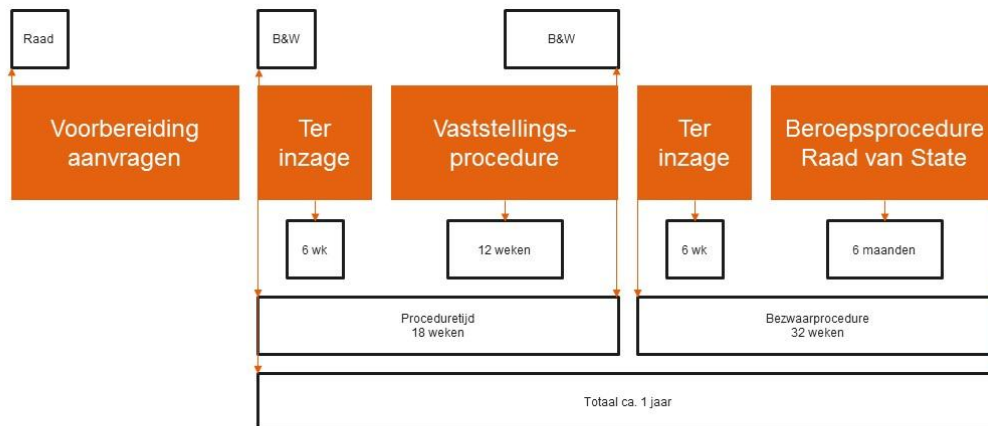 Raad
B&W
B&W
Voorbereiding
aanvragen
Ter
inzage
Vaststellings-
procedure
Ter
inzage
Beroepsprocedure
Raad van State
6 wk
12 weken
6 wk
6 maanden
Proceduretijd
18 weken
Bezwaarprocedure
32 weken
Totaal ca. 1 jaar